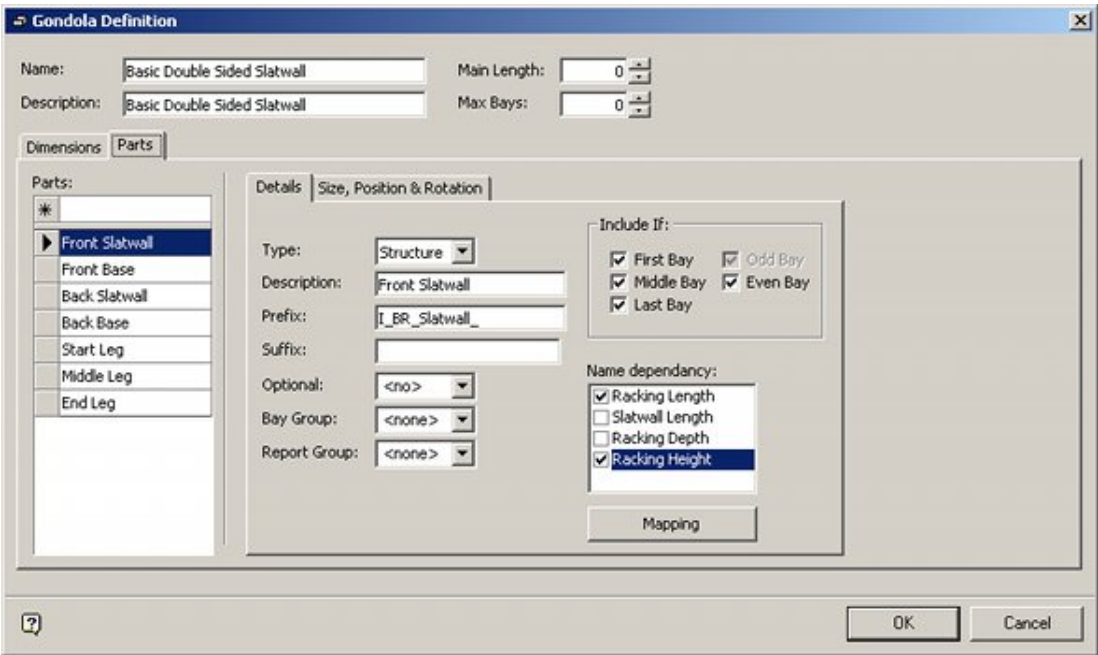 Gondola Definition
Name: Basic Double Sided Slatwall Main Length: 0
Description: Basic Double Sided Slatwall Max Bays: 0
Dimensions Parts
Parts:
Front Slatwall
Front Base
Back Slatwall
Back Base
Start Leg
Middle Leg
End Leg
Details Size, Position & Rotation
Type: Structure
Description: Front Slatwall
Prefix: I_BR_Slatwall_
Suffix:
Optional: <no>
Bay Group: <none>
Report Group: <none>
Include If:
First Bay Odd Bay
Middle Bay Even Bay
Last Bay
Name dependancy:
Racking Length
Slatwall Length
Racking Depth
Racking Height
Mapping
OK Cancel